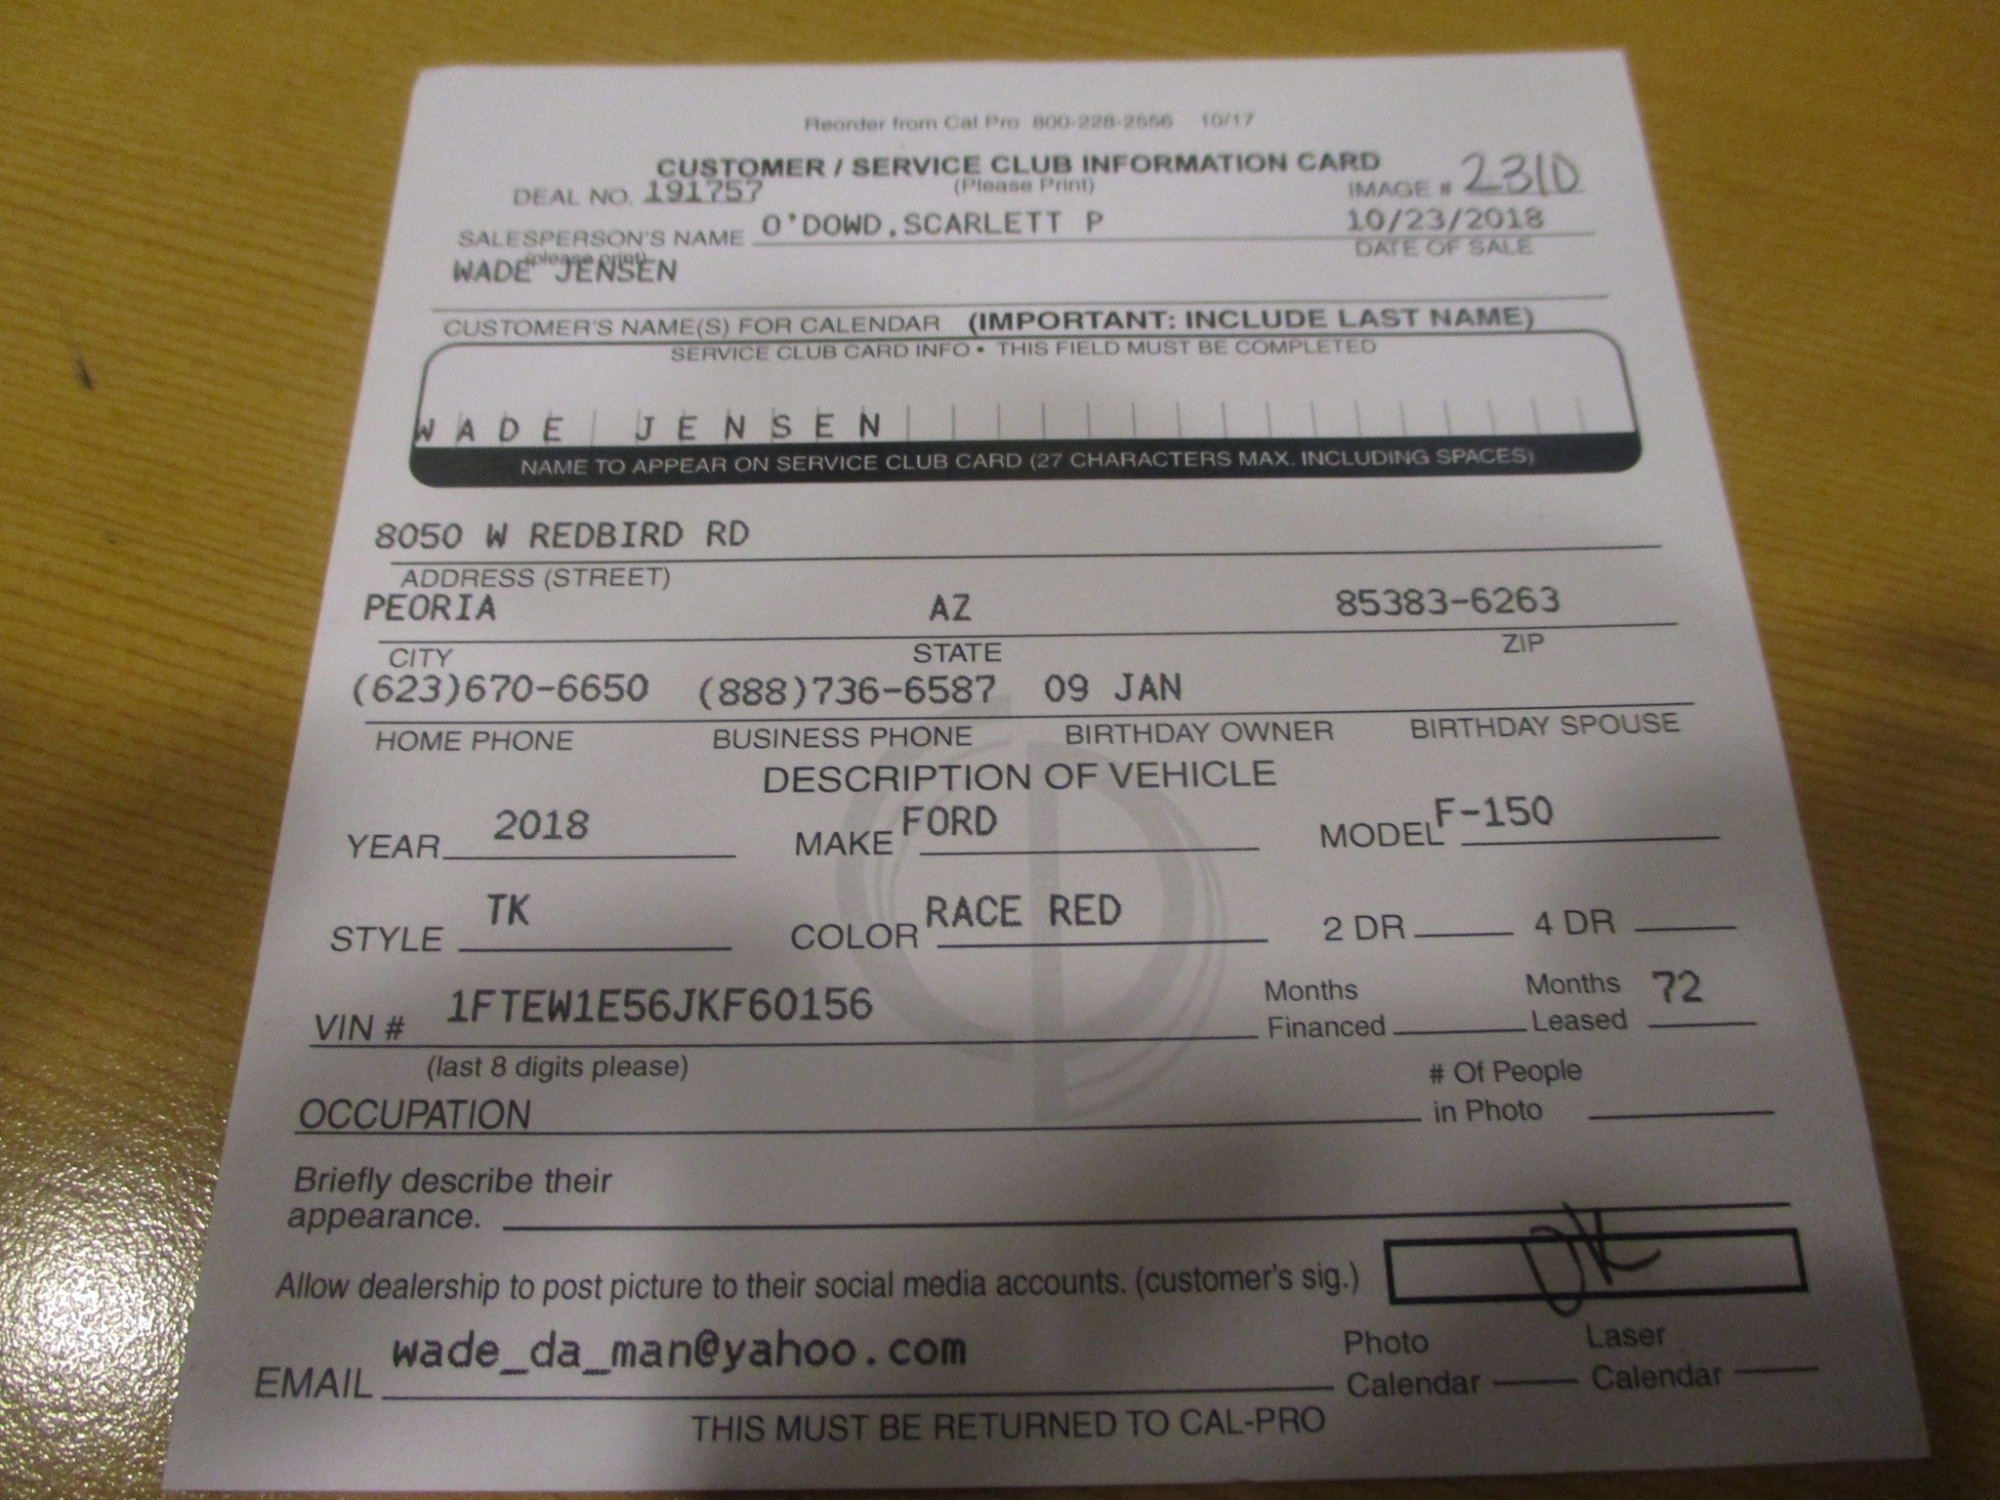 Reorder from Cal Pro 800-228-2556 10/17
CUSTOMER / SERVICE CLUB INFORMATION CARD
(Please Print)
DEAL NO. 191757
IMAGE # 2310
SALESPERSON'S NAME O'DOWD,SCARLETT P
10/23/2018
(please print)
DATE OF SALE
WADE JENSEN
CUSTOMER'S NAME(S) FOR CALENDAR (IMPORTANT: INCLUDE LAST NAME)
SERVICE CLUB CARD INFO • THIS FIELD MUST BE COMPLETED
WADE JENSEN
NAME TO APPEAR ON SERVICE CLUB CARD (27 CHARACTERS MAX. INCLUDING SPACES)
8050 W REDBIRD RD
ADDRESS (STREET)
PEORIA AZ 85383-6263
CITY STATE ZIP
(623)670-6650 (888)736-6587 09 JAN
HOME PHONE BUSINESS PHONE BIRTHDAY OWNER BIRTHDAY SPOUSE
DESCRIPTION OF VEHICLE
YEAR 2018 MAKE FORD MODEL F-150
STYLE TK COLOR RACE RED 2 DR 4 DR
VIN # 1FTEW1E56JKF60156 Months Financed Months Leased 72
(last 8 digits please)
OCCUPATION # Of People in Photo
Briefly describe their
appearance.
Allow dealership to post picture to their social media accounts. (customer's sig.)
EMAIL wade_da_man@yahoo.com
Photo Calendar Laser Calendar
THIS MUST BE RETURNED TO CAL-PRO